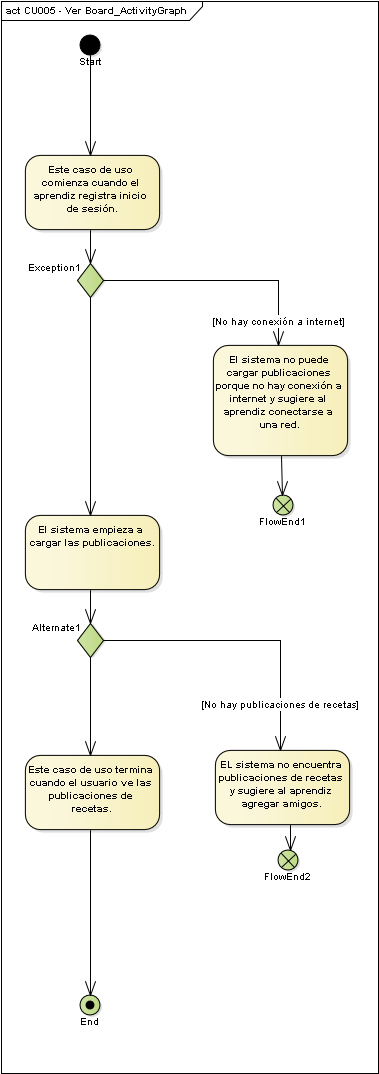 act CU005 - Ver Board_ActivityGraph
Start
Este caso de uso
comienza cuando el
aprendiz registra inicio
de sesión.
Exception1
[No hay conexión a internet]
El sistema no puede
cargar publicaciones
porque no hay conexión a
internet y sugiere al
aprendiz conectarse a
una red.
FlowEnd1
El sistema empieza a
cargar las publicaciones.
Alternate1
[No hay publicaciones de recetas]
Este caso de uso termina
cuando el usuario ve las
publicaciones de
recetas.
EL sistema no encuentra
publicaciones de recetas
y sugiere al aprendiz
agregar amigos.
FlowEnd2
End